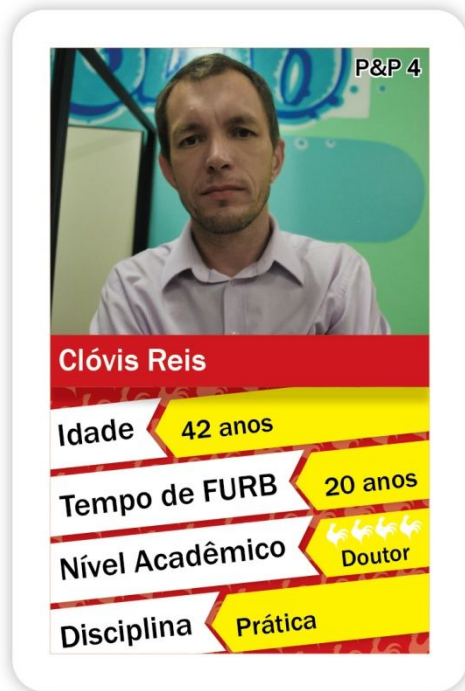 P&P 4
Clóvis Reis
Idade 42 anos
Tempo de FURB 20 anos
Nível Acadêmico Doutor
Disciplina Prática